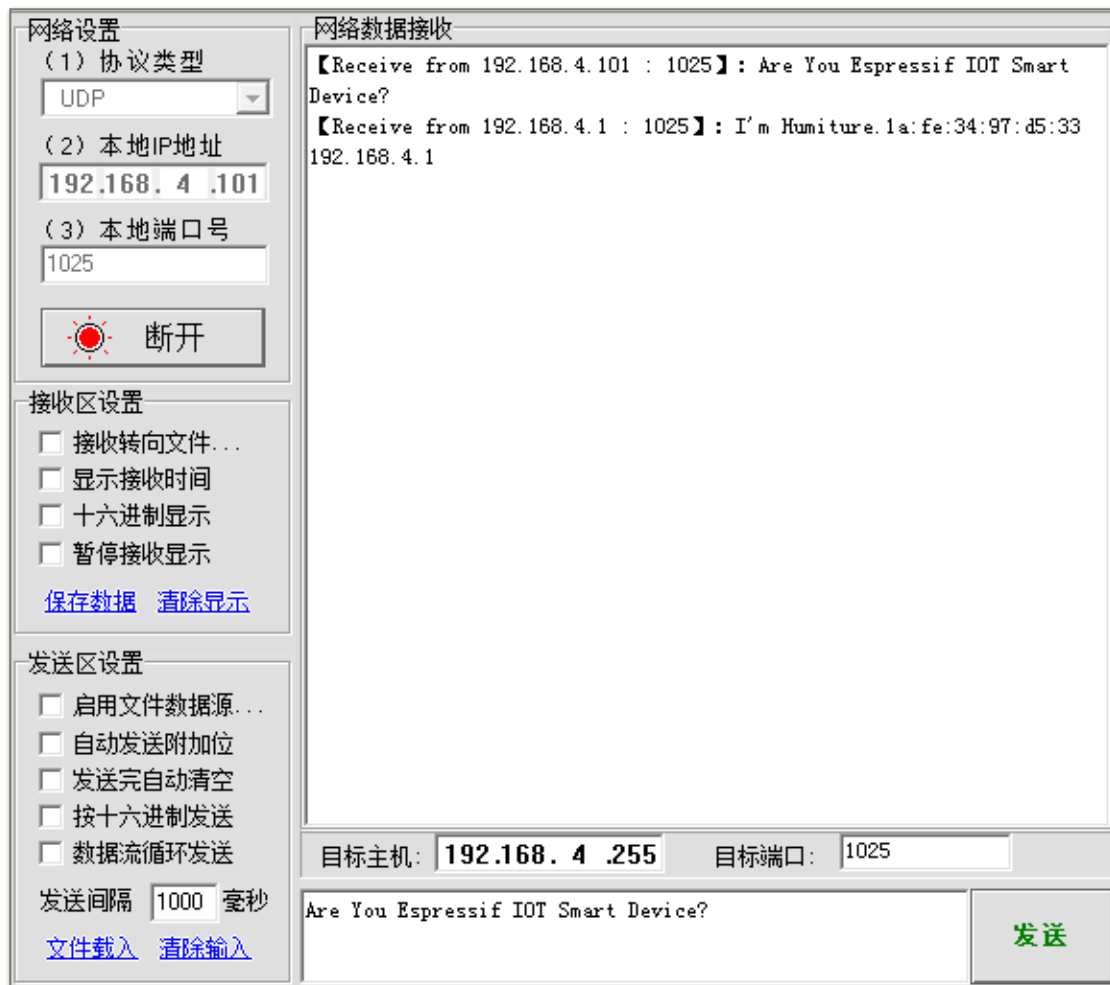 网络设置
(1) 协议类型
UDP
(2) 本地IP地址
192.168. 4 .101
(3) 本地端口号
1025
断开
接收区设置
接收转向文件...
显示接收时间
十六进制显示
暂停接收显示
保存数据 清除显示
发送区设置
启用文件数据源...
自动发送附加位
发送完自动清空
按十六进制发送
数据流循环发送
发送间隔 1000 毫秒
文件载入 清除输入
网络数据接收
【Receive from 192.168.4.101 : 1025】: Are You Espressif IOT Smart
Device?
【Receive from 192.168.4.1 : 1025】: I'm Humiture.1a:fe:34:97:d5:33
192.168.4.1
目标主机: 192.168. 4 .255 目标端口: 1025
Are You Espressif IOT Smart Device?
发送